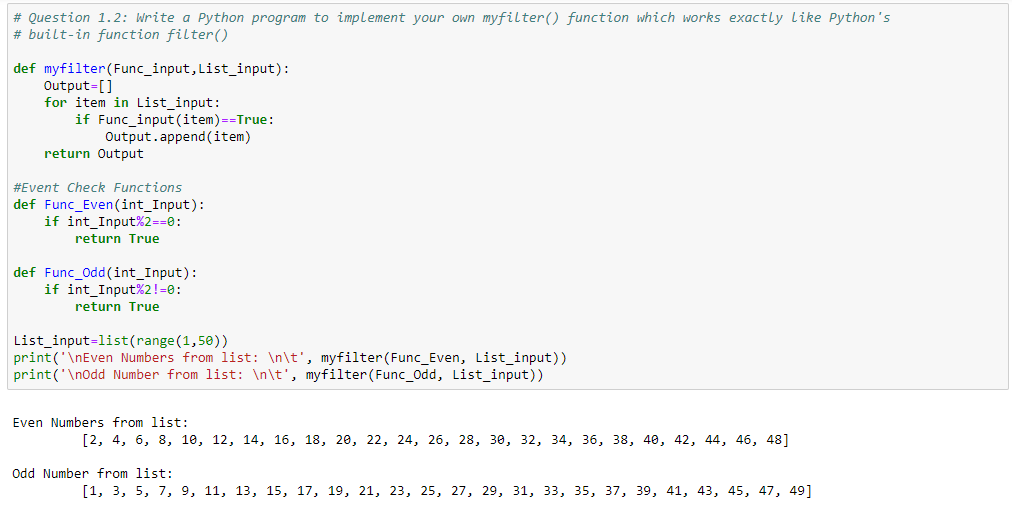 # Question 1.2: Write a Python program to implement your own myfilter() function which works exactly like Python's
# built-in function filter()
def myfilter(Func_input,List_input):
    Output=[]
    for item in List_input:
        if Func_input(item)==True:
            Output.append(item)
    return Output
#Event Check Functions
def Func_Even(int_Input):
    if int_Input%2==0:
        return True
def Func_Odd(int_Input):
    if int_Input%2!=0:
        return True
List_input=list(range(1,50))
print('\nEven Numbers from list: \n\t', myfilter(Func_Even, List_input))
print('\nOdd Number from list: \n\t', myfilter(Func_Odd, List_input))
Even Numbers from list:
         [2, 4, 6, 8, 10, 12, 14, 16, 18, 20, 22, 24, 26, 28, 30, 32, 34, 36, 38, 40, 42, 44, 46, 48]
Odd Number from list:
         [1, 3, 5, 7, 9, 11, 13, 15, 17, 19, 21, 23, 25, 27, 29, 31, 33, 35, 37, 39, 41, 43, 45, 47, 49]